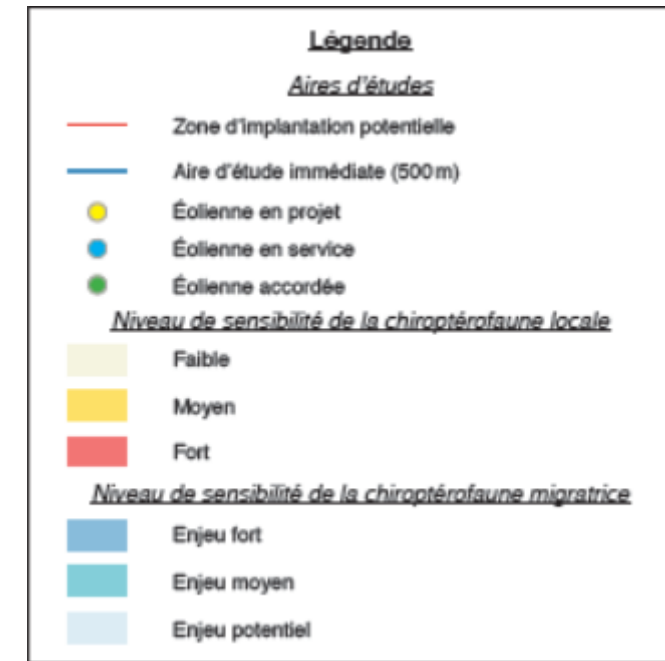 Légende
Aires d'études
Zone d'implantation potentielle
Aire d'étude immédiate (500 m)
Éolienne en projet
Éolienne en service
Éolienne accordée
Niveau de sensibilité de la chiroptérofaune locale
Faible
Moyen
Fort
Niveau de sensibilité de la chiroptérofaune migratrice
Enjeu fort
Enjeu moyen
Enjeu potentiel